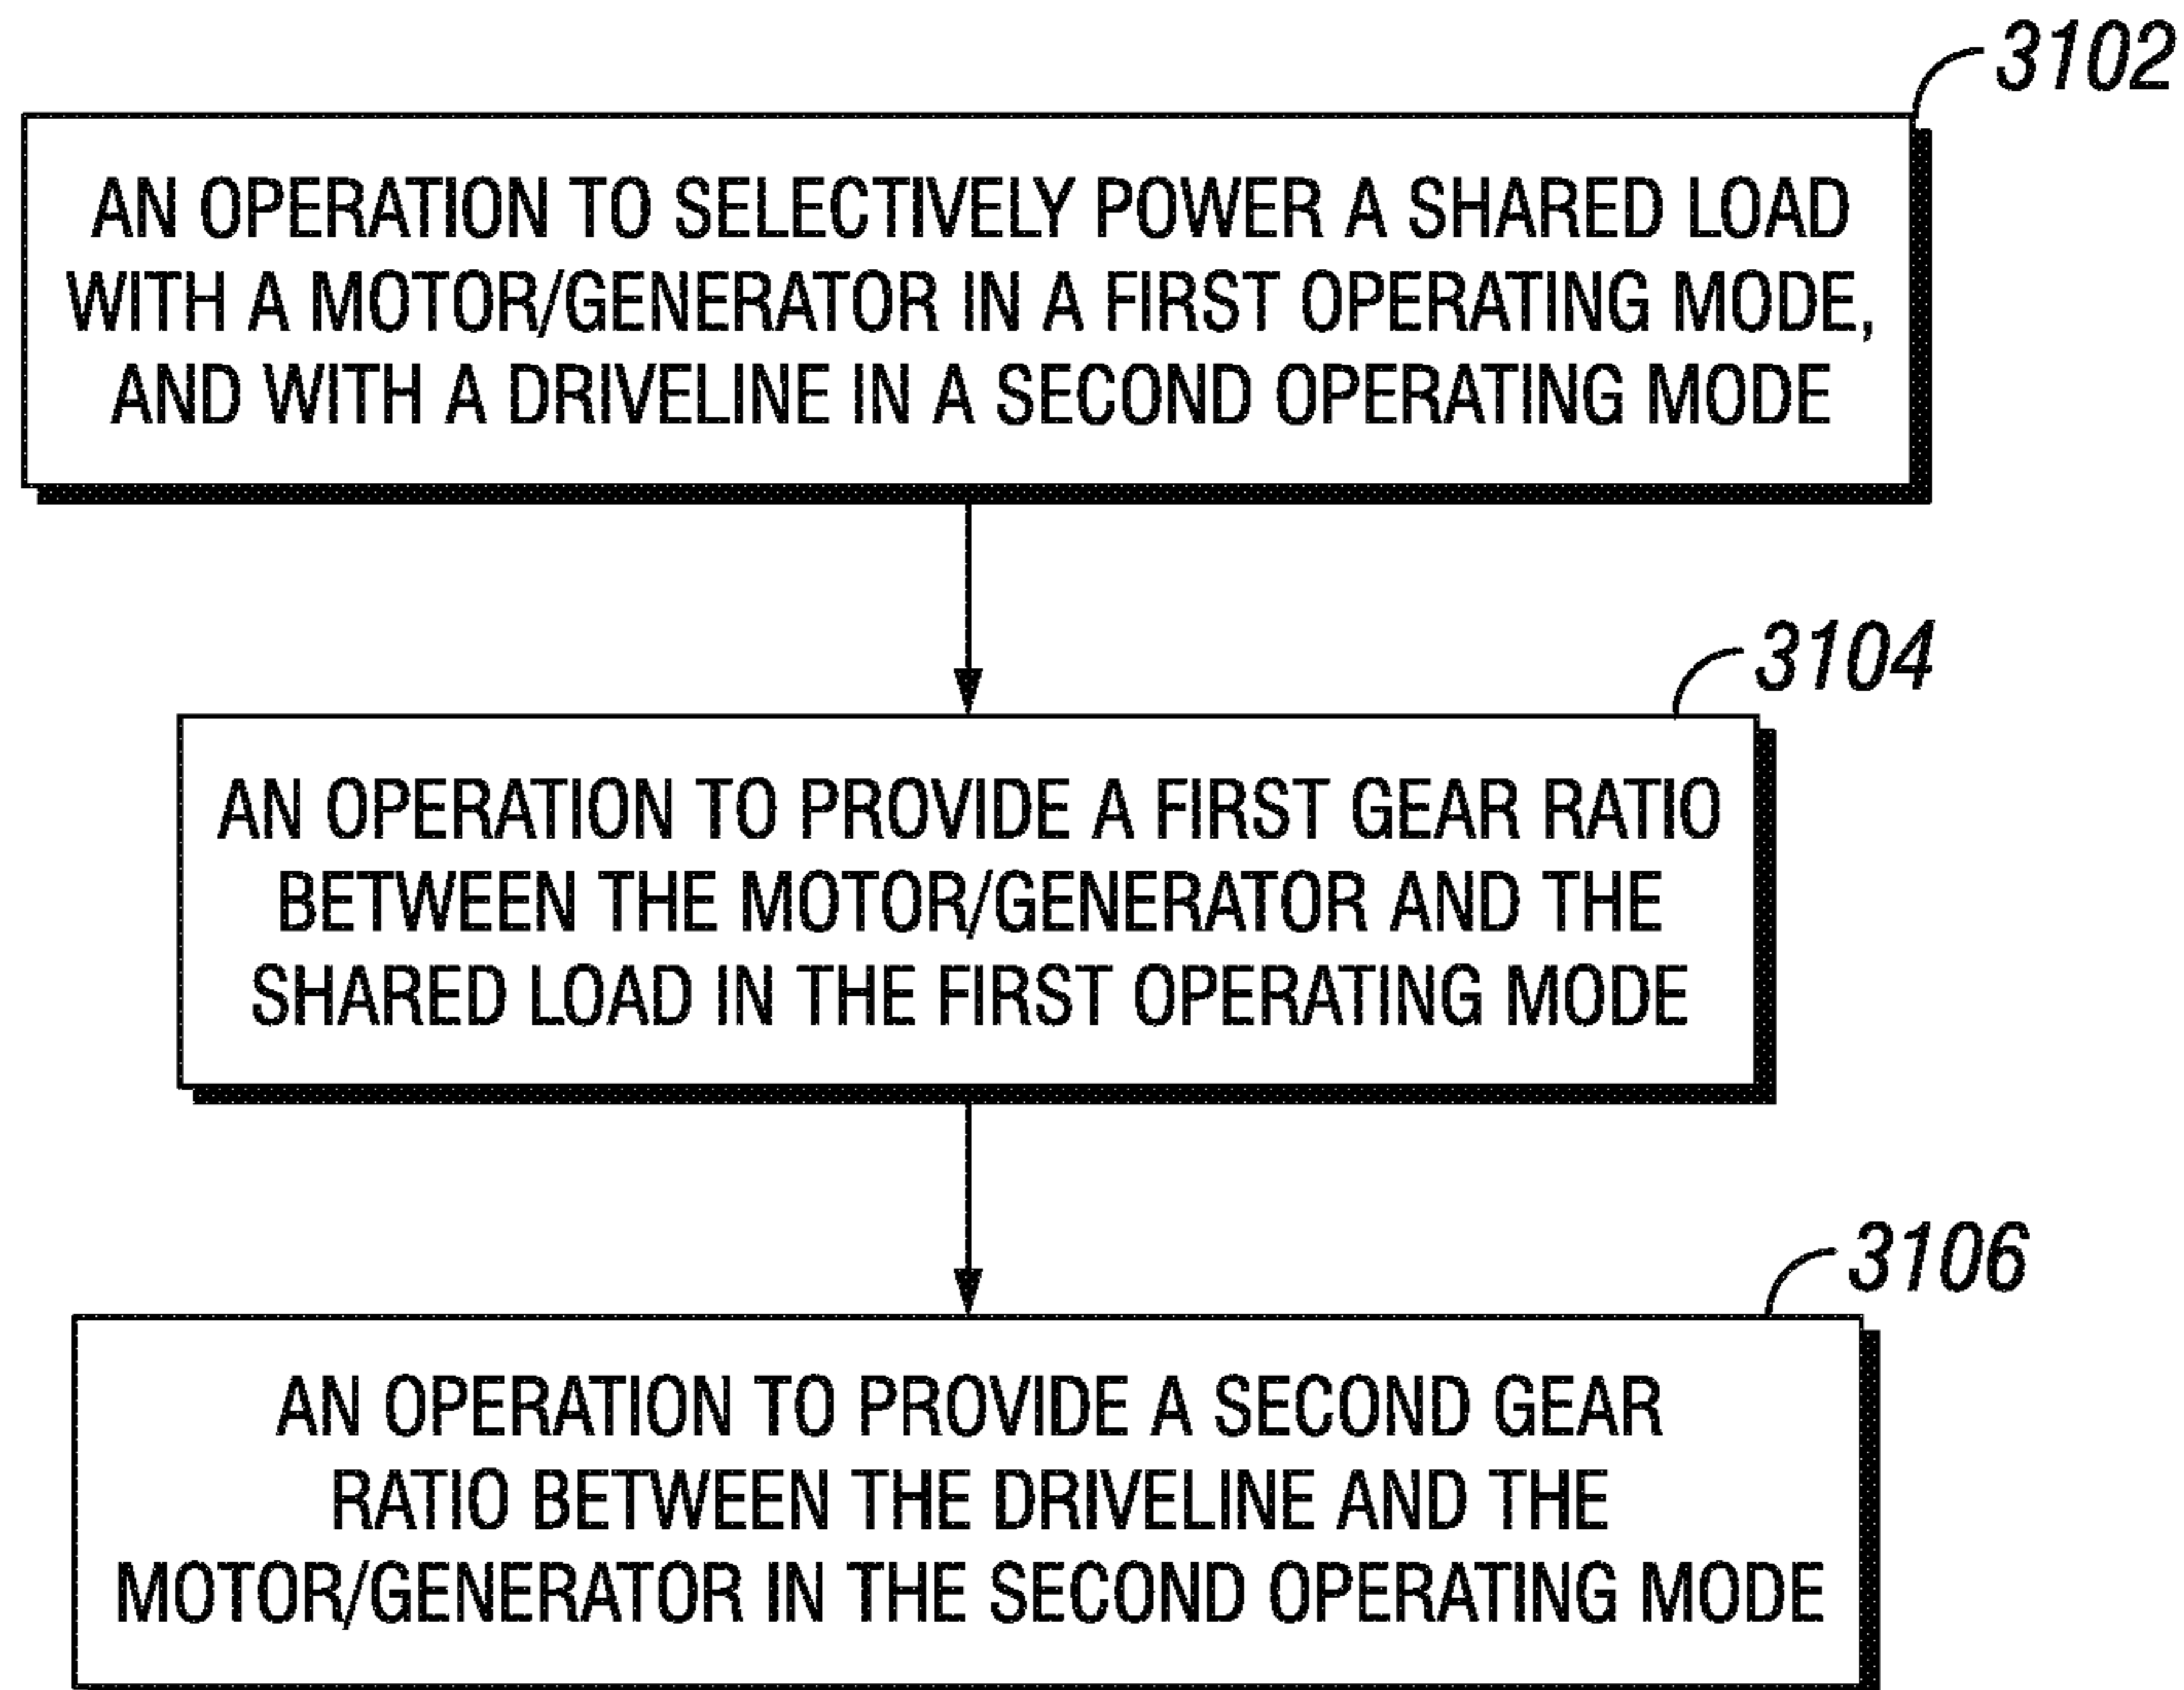 3102
AN OPERATION TO SELECTIVELY POWER A SHARED LOAD
WITH A MOTOR/GENERATOR IN A FIRST OPERATING MODE,
AND WITH A DRIVELINE IN A SECOND OPERATING MODE
3104
AN OPERATION TO PROVIDE A FIRST GEAR RATIO
BETWEEN THE MOTOR/GENERATOR AND THE
SHARED LOAD IN THE FIRST OPERATING MODE
3106
AN OPERATION TO PROVIDE A SECOND GEAR
RATIO BETWEEN THE DRIVELINE AND THE
MOTOR/GENERATOR IN THE SECOND OPERATING MODE